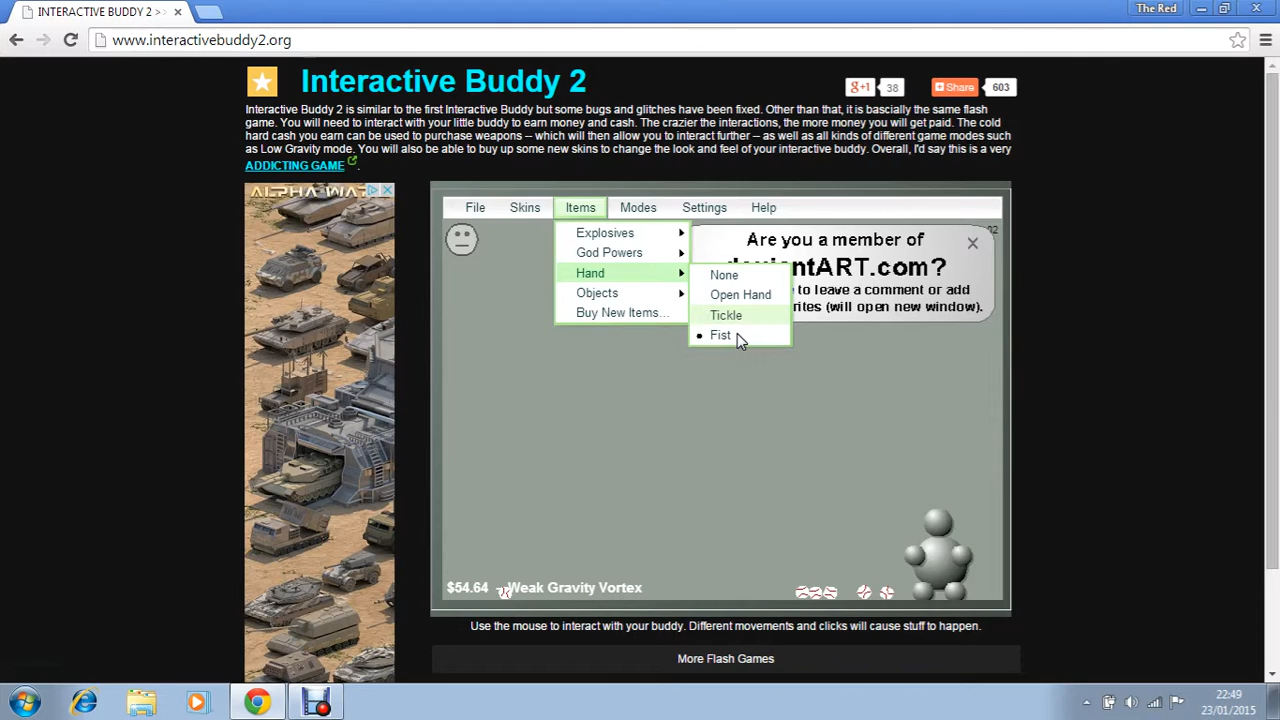 INTERACTIVE BUDDY 2 >>
The Red
www.interactivebuddy2.org
Interactive Buddy 2
g+1 38
Share 603
Interactive Buddy 2 is similar to the first Interactive Buddy but some bugs and glitches have been fixed. Other than that, it is bascially the same flash
game. You will need to interact with your little buddy to earn money and cash. The crazier the interactions, the more money you will get paid. The cold
hard cash you earn can be used to purchase weapons -- which will then allow you to interact further -- as well as all kinds of different game modes such
as Low Gravity mode. You will also be able to buy up some new skins to change the look and feel of your interactive buddy. Overall, I'd say this is a very
ADDICTING GAME .
ALPHA WA
File Skins Items Modes Settings Help
Explosives
God Powers
Hand
Objects
Buy New Items...
None
Open Hand
Tickle
Fist
Are you a member of
iantART.com?
e to leave a comment or add
rites (will open new window).
02
$54.64 - Weak Gravity Vortex
Use the mouse to interact with your buddy. Different movements and clicks will cause stuff to happen.
More Flash Games
22:49
23/01/2015